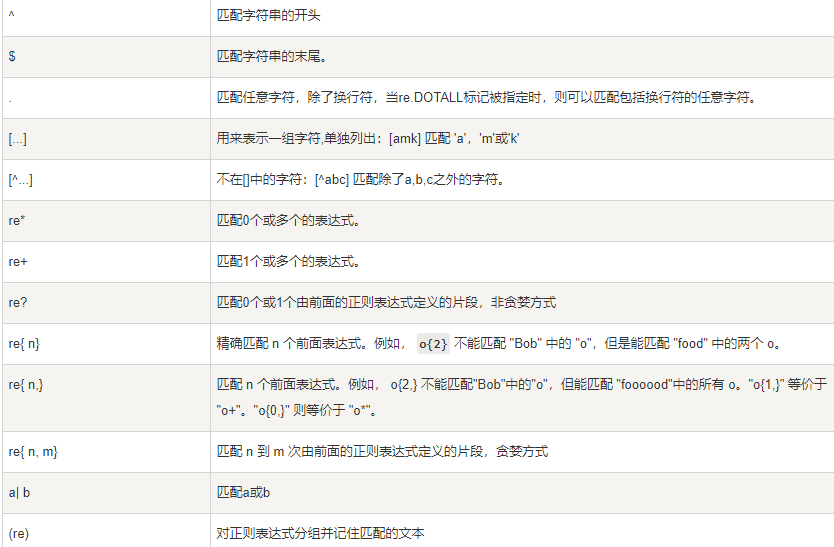 ^ 匹配字符串的开头
$ 匹配字符串的末尾。
. 匹配任意字符，除了换行符，当re.DOTALL标记被指定时，则可以匹配包括换行符的任意字符。
[...] 用来表示一组字符,单独列出：[amk] 匹配 'a'，'m'或'k'
[^...] 不在[]中的字符：[^abc] 匹配除了a,b,c之外的字符。
re* 匹配0个或多个的表达式。
re+ 匹配1个或多个的表达式。
re? 匹配0个或1个由前面的正则表达式定义的片段，非贪婪方式
re{ n} 精确匹配 n 个前面表达式。例如， o{2} 不能匹配 "Bob" 中的 "o"，但是能匹配 "food" 中的两个 o。
re{ n,} 匹配 n 个前面表达式。例如， o{2,} 不能匹配"Bob"中的"o"，但能匹配 "foooood"中的所有 o。"o{1,}" 等价于
"o+"。"o{0,}" 则等价于 "o*"。
re{ n, m} 匹配 n 到 m 次由前面的正则表达式定义的片段，贪婪方式
a| b 匹配a或b
(re) 对正则表达式分组并记住匹配的文本